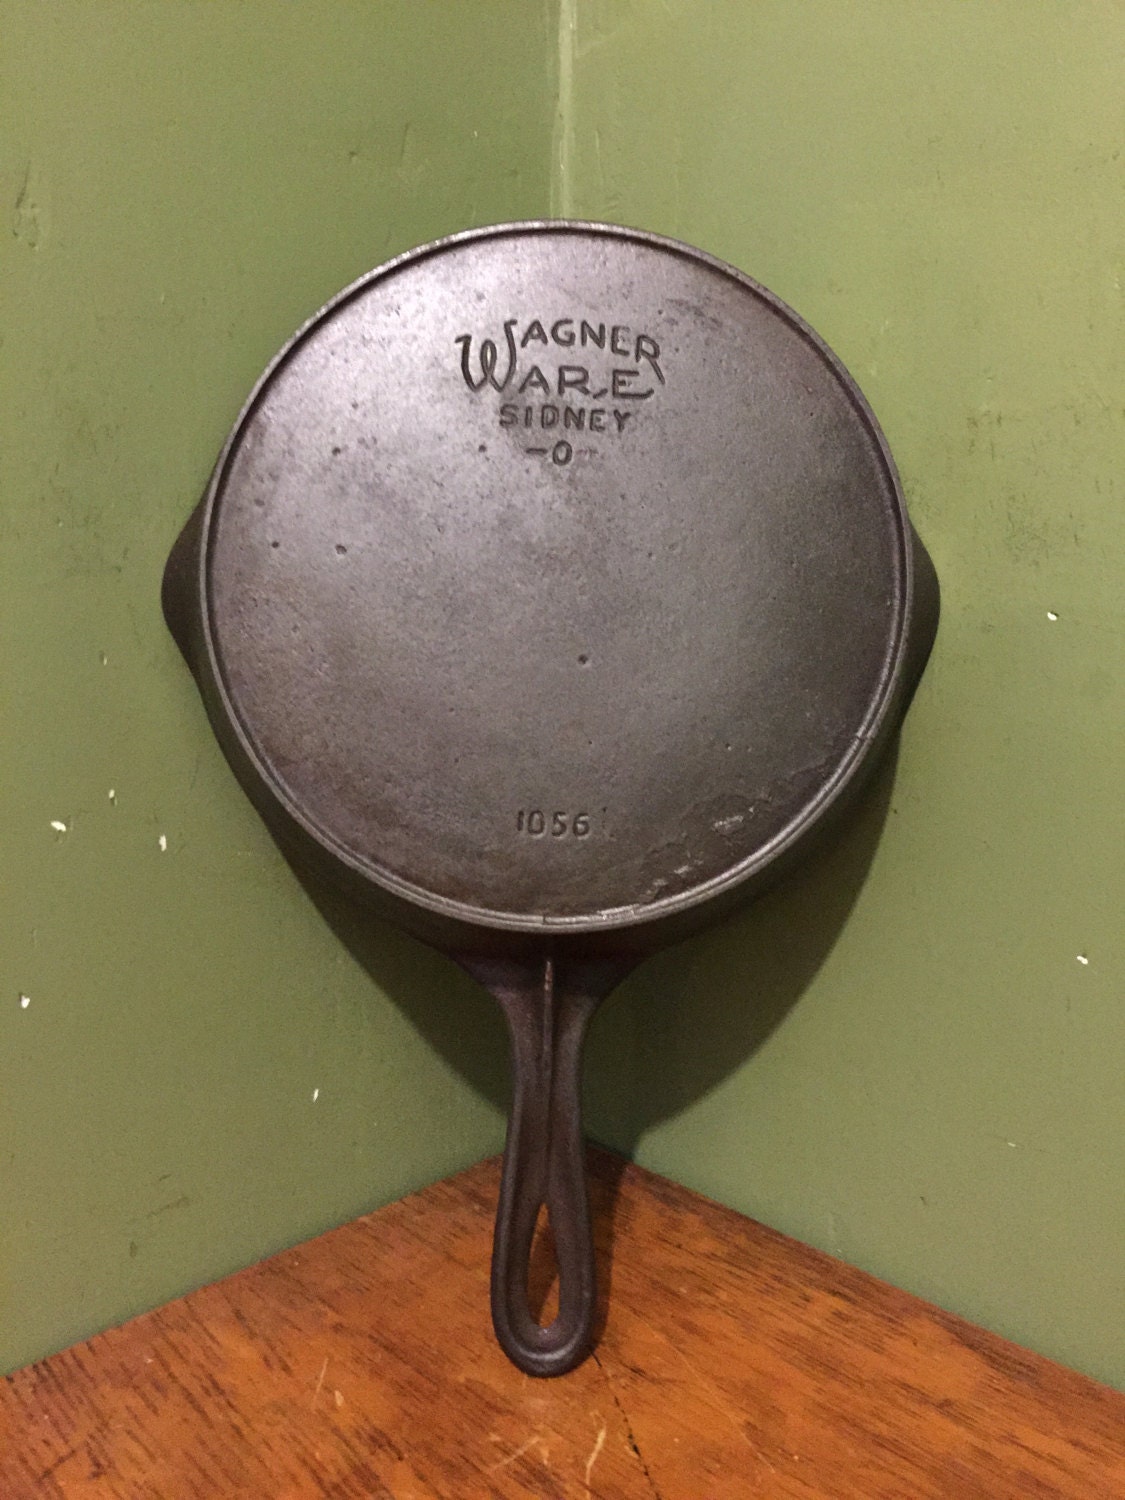 WAGNER
WARE
SIDNEY
-O-
1056